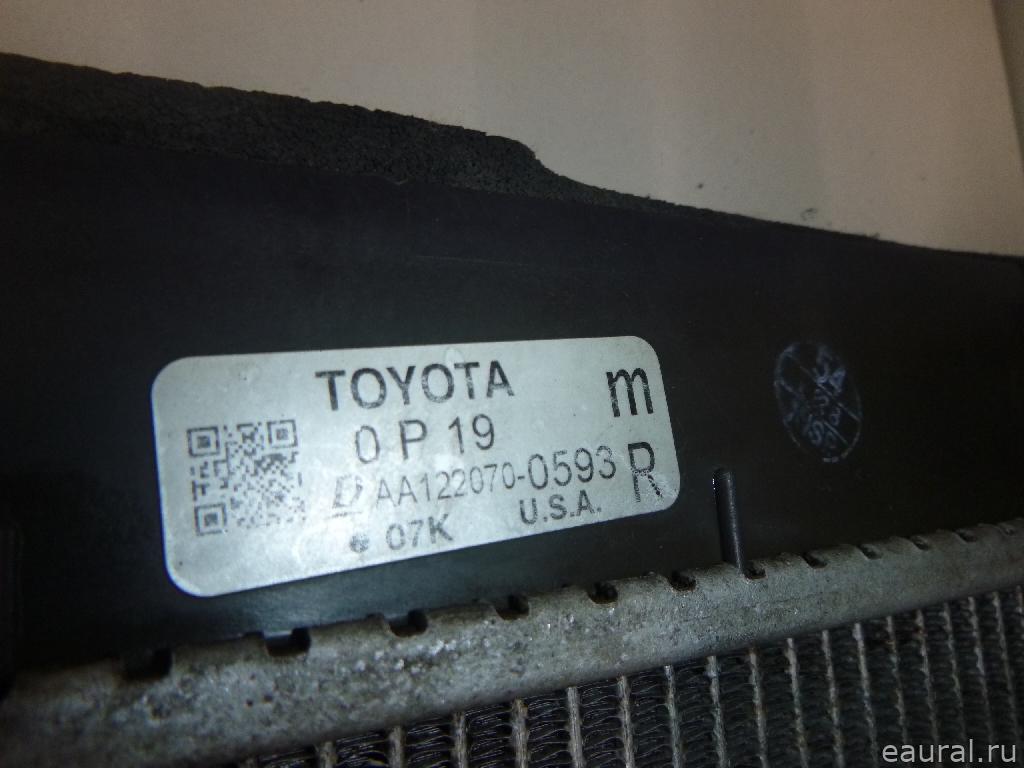 TOYOTA
m
0 P 19
R
D AA122070-0593
07K U.S.A.
eaural.ru